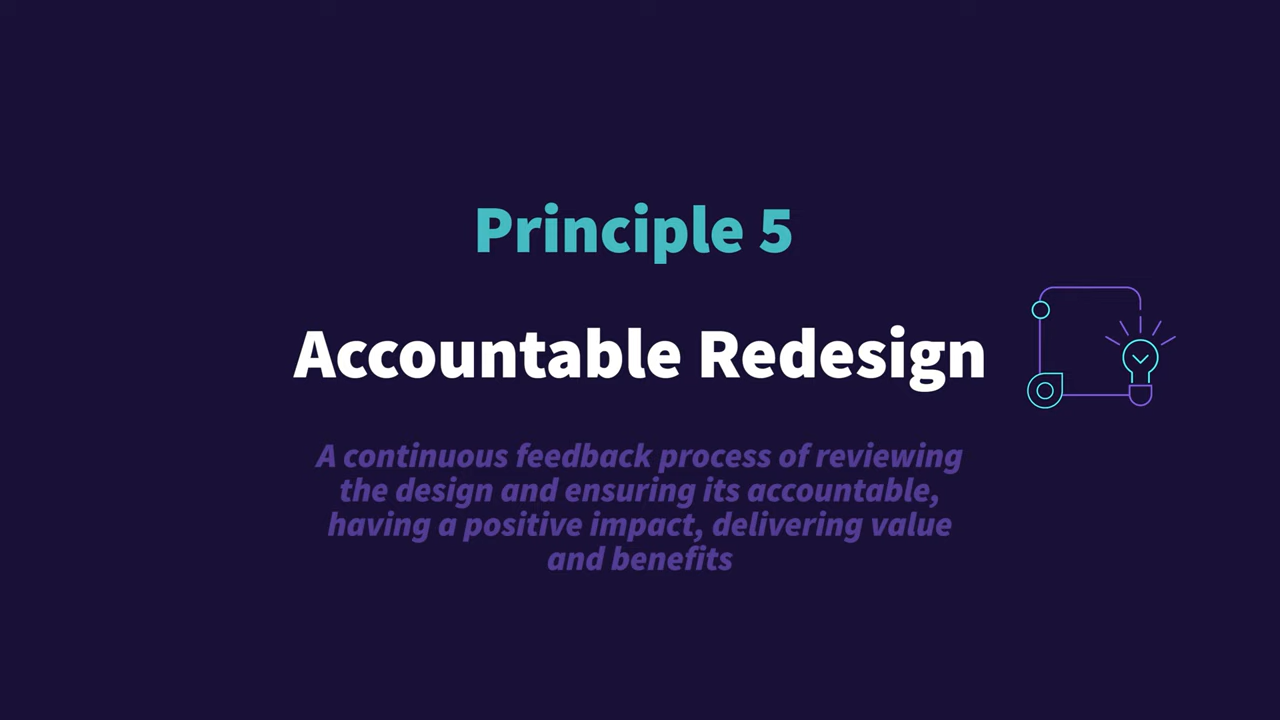 Principle 5
Accountable Redesign
A continuous feedback process of reviewing
the design and ensuring its accountable,
having a positive impact, delivering value
and benefits